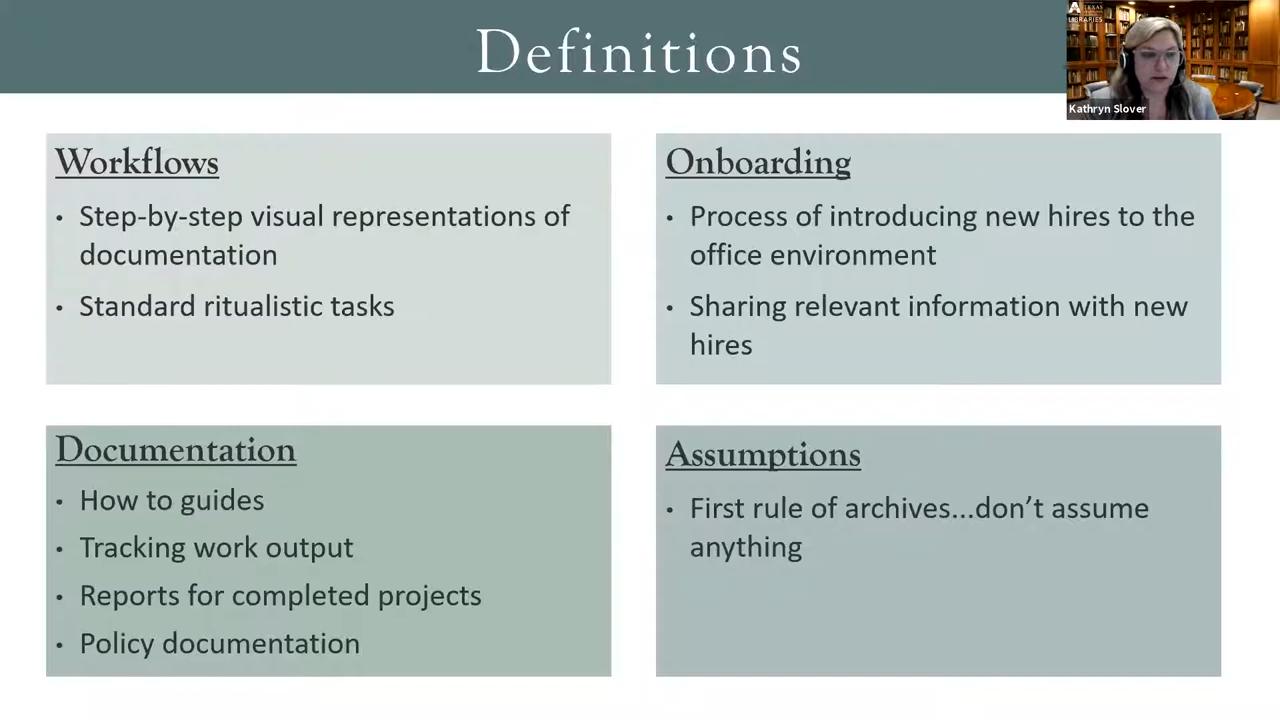 Definitions
A TEXAS
LIBRARIES
Kathryn Slover
Workflows
• Step-by-step visual representations of
documentation
• Standard ritualistic tasks
Onboarding
• Process of introducing new hires to the
office environment
• Sharing relevant information with new
hires
Documentation
• How to guides
• Tracking work output
• Reports for completed projects
• Policy documentation
Assumptions
• First rule of archives...don’t assume
anything